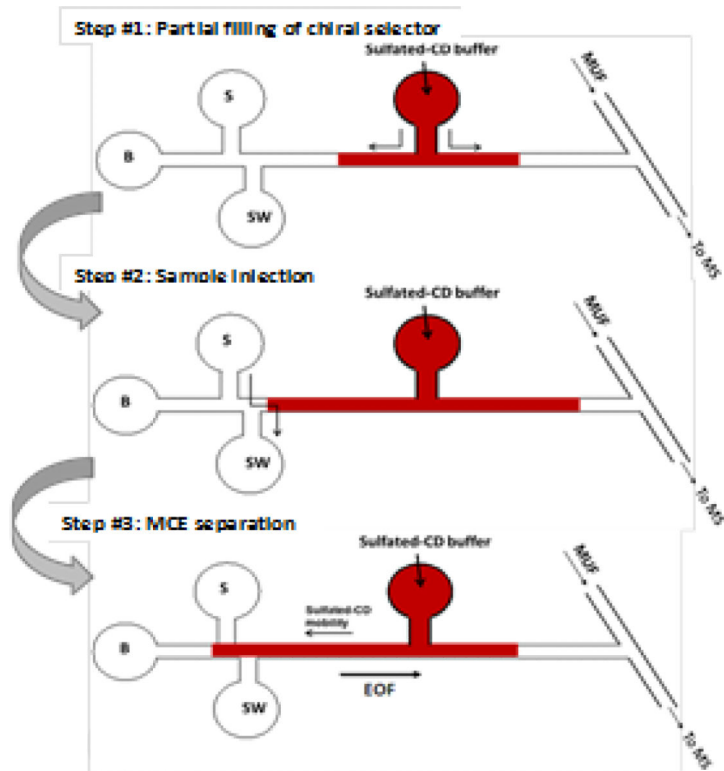 Step #1: Partial filling of chiral selector
Sulfated-CD buffer
MUF
S
B
SW
To MS
Step #2: Sample Injection
Sulfated-CD buffer
MUF
S
B
SW
To MS
Step #3: MCE separation
Sulfated-CD buffer
MUF
S
Sulfated-CD
mobility
B
EOF
SW
To MS